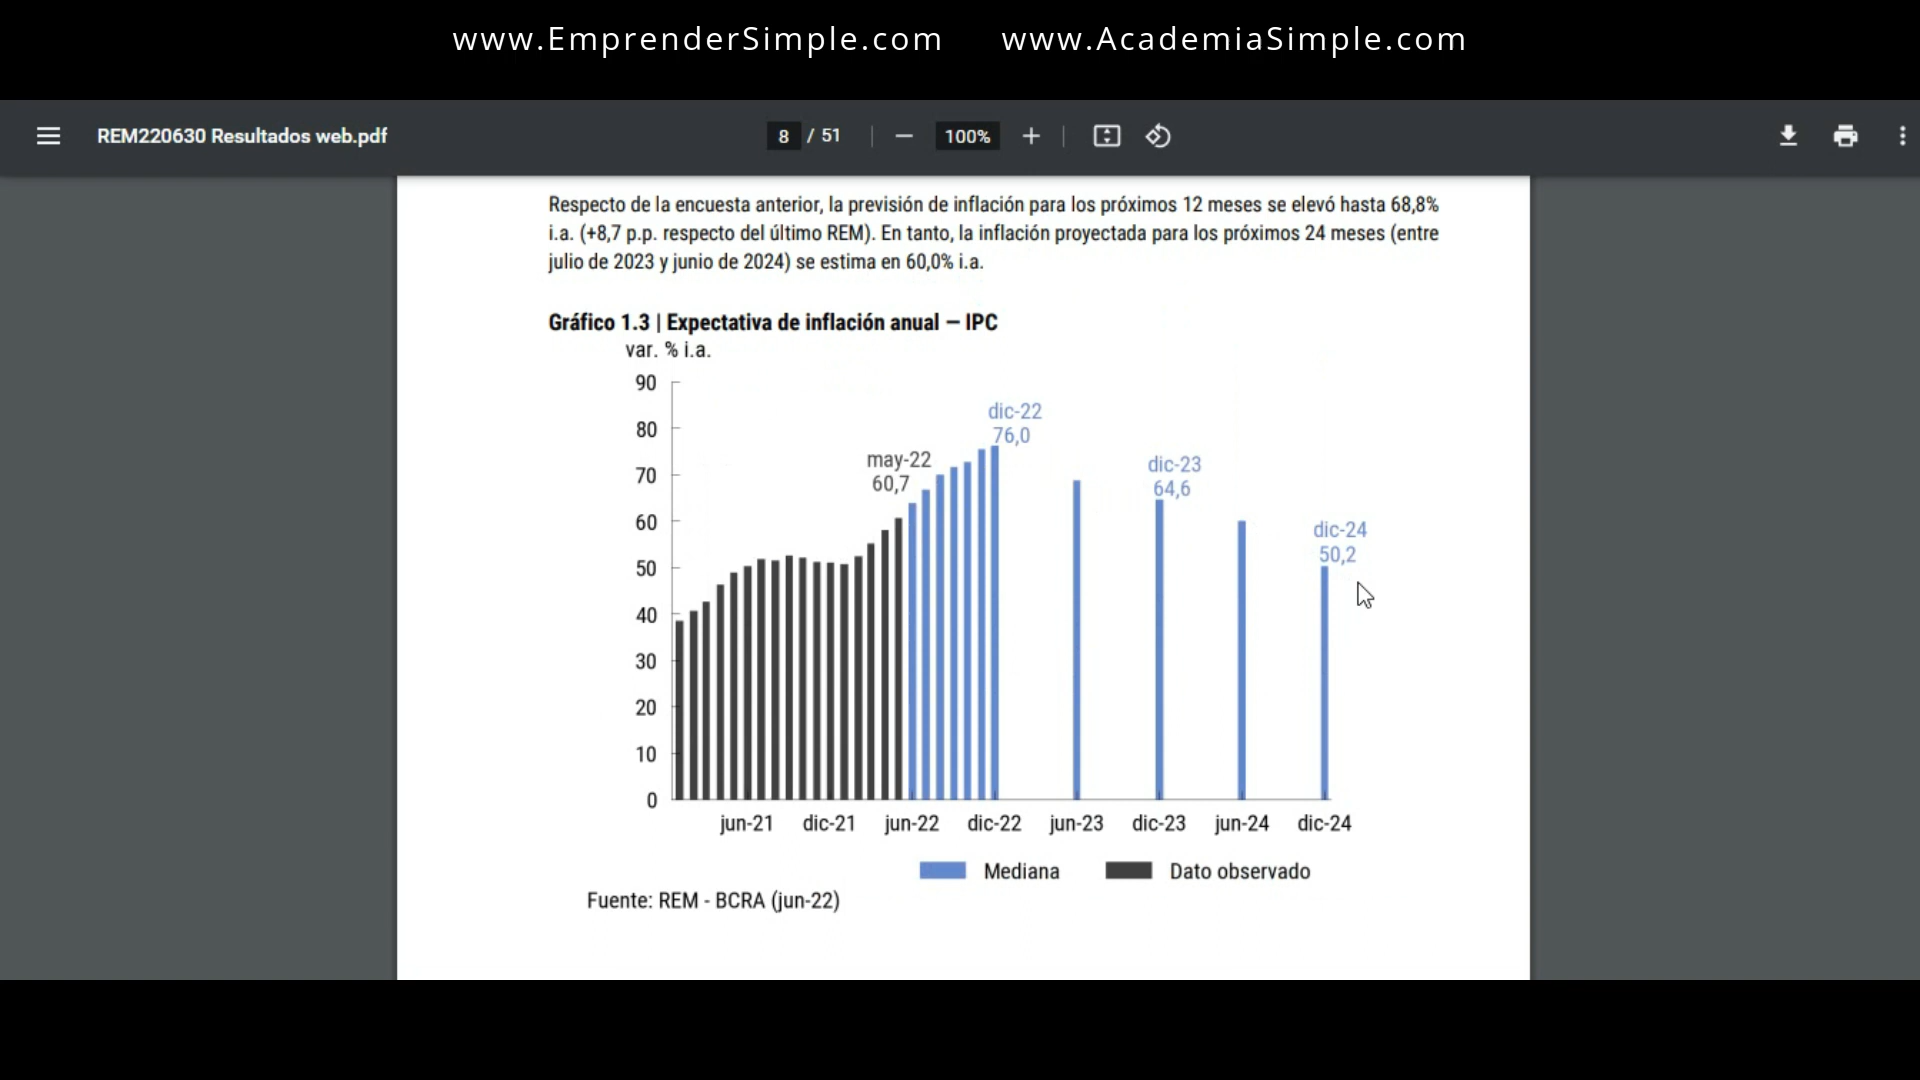 www.EmprenderSimple.com www.AcademiaSimple.com
REM220630 Resultados web.pdf 8 / 51 100%
Respecto de la encuesta anterior, la previsión de inflación para los próximos 12 meses se elevó hasta 68,8%
i.a. (+8,7 p.p. respecto del último REM). En tanto, la inflación proyectada para los próximos 24 meses (entre
julio de 2023 y junio de 2024) se estima en 60,0% i.a.
Gráfico 1.3 | Expectativa de inflación anual – IPC
var. % i.a.
90
80
70
60
50
40
30
20
10
0
may-22
60,7
dic-22
76,0
dic-23
64,6
dic-24
50,2
jun-21 dic-21 jun-22 dic-22 jun-23 dic-23 jun-24 dic-24
Mediana Dato observado
Fuente: REM - BCRA (jun-22)